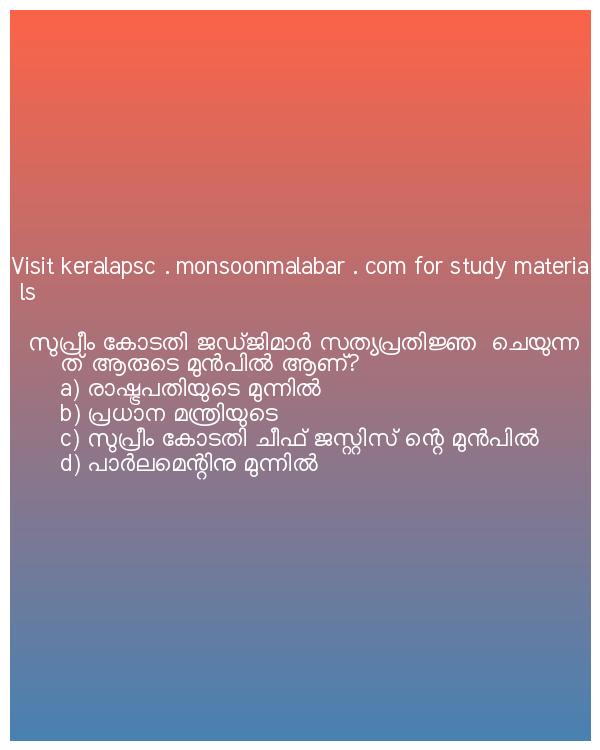 Visit keralapsc . monsoonmalabar . com for study materia
ls
സുപ്രീം കോടതി ജഡ്ജിമാർ സത്യപ്രതിജ്ഞ ചെയുന്ന
ത് ആരുടെ മുൻപിൽ ആണ്?
a) രാഷ്ട്രപതിയുടെ മുന്നിൽ
b) പ്രധാന മന്ത്രിയുടെ
c) സുപ്രീം കോടതി ചീഫ് ജസ്റ്റിസ് ന്റെ മുൻപിൽ
d) പാർലമെന്റിനു മുന്നിൽ